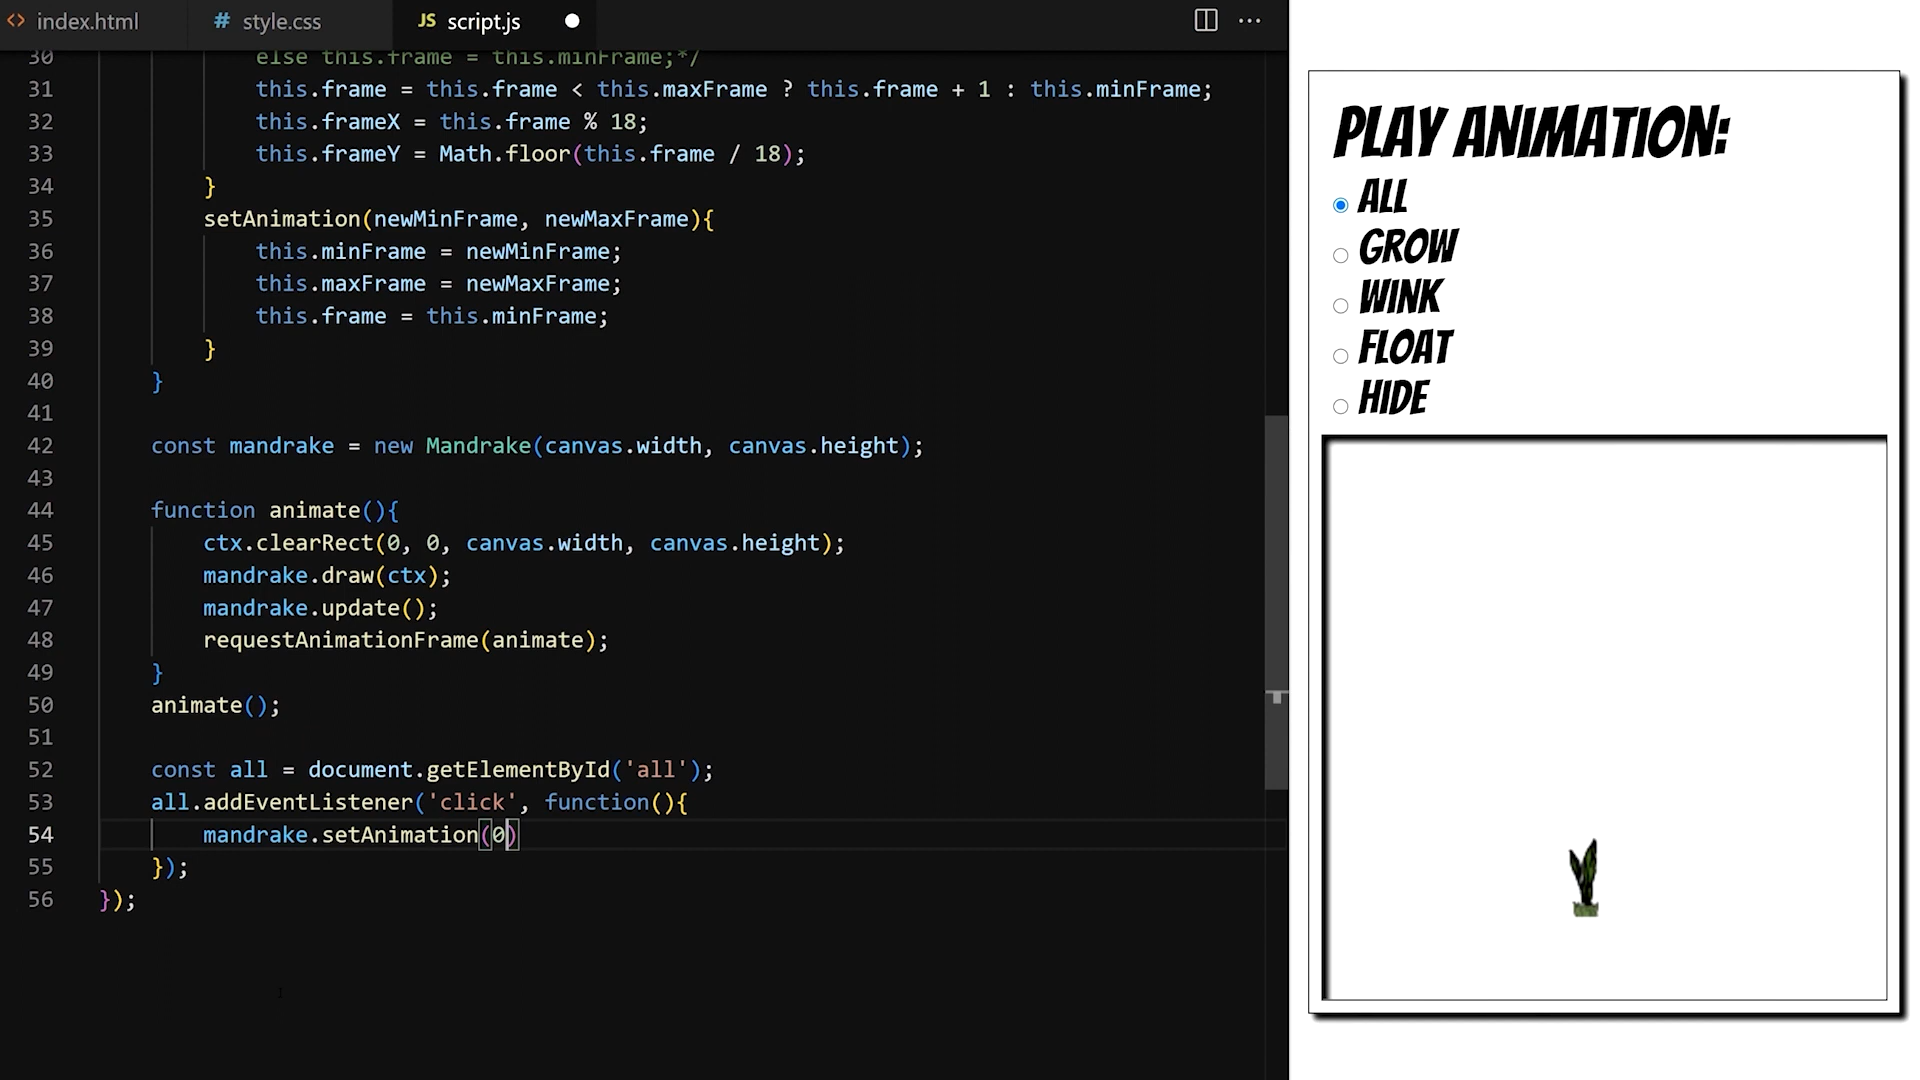 index.html
style.css
JS script.js
30 else this.frame = this.minFrame;*/
31 this.frame = this.frame < this.maxFrame ? this.frame + 1 : this.minFrame;
32 this.frameX = this.frame % 18;
33 this.frameY = Math.floor(this.frame / 18);
34 }
35 setAnimation(newMinFrame, newMaxFrame){
36 this.minFrame = newMinFrame;
37 this.maxFrame = newMaxFrame;
38 this.frame = this.minFrame;
39 }
40 }
41
42 const mandrake = new Mandrake(canvas.width, canvas.height);
43
44 function animate(){
45 ctx.clearRect(0, 0, canvas.width, canvas.height);
46 mandrake.draw(ctx);
47 mandrake.update();
48 requestAnimationFrame(animate);
49 }
50 animate();
51
52 const all = document.getElementById('all');
53 all.addEventListener('click', function(){
54 mandrake.setAnimation(0)
55 });
56 });
PLAY ANIMATION:
ALL
GROW
WINK
FLOAT
HIDE